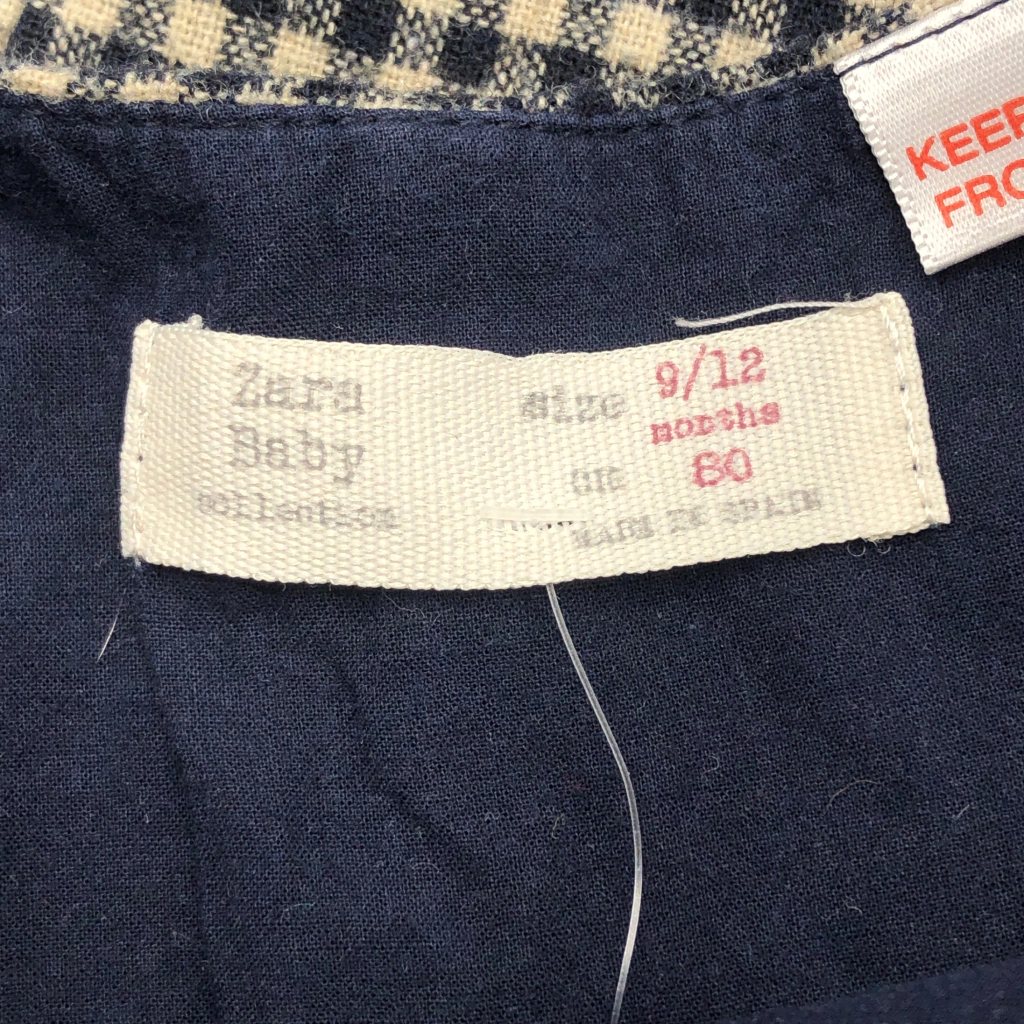 KEEP
FRO
Zara
Baby
collection
size 9/12
months
cm 80
MADE IN SPAIN